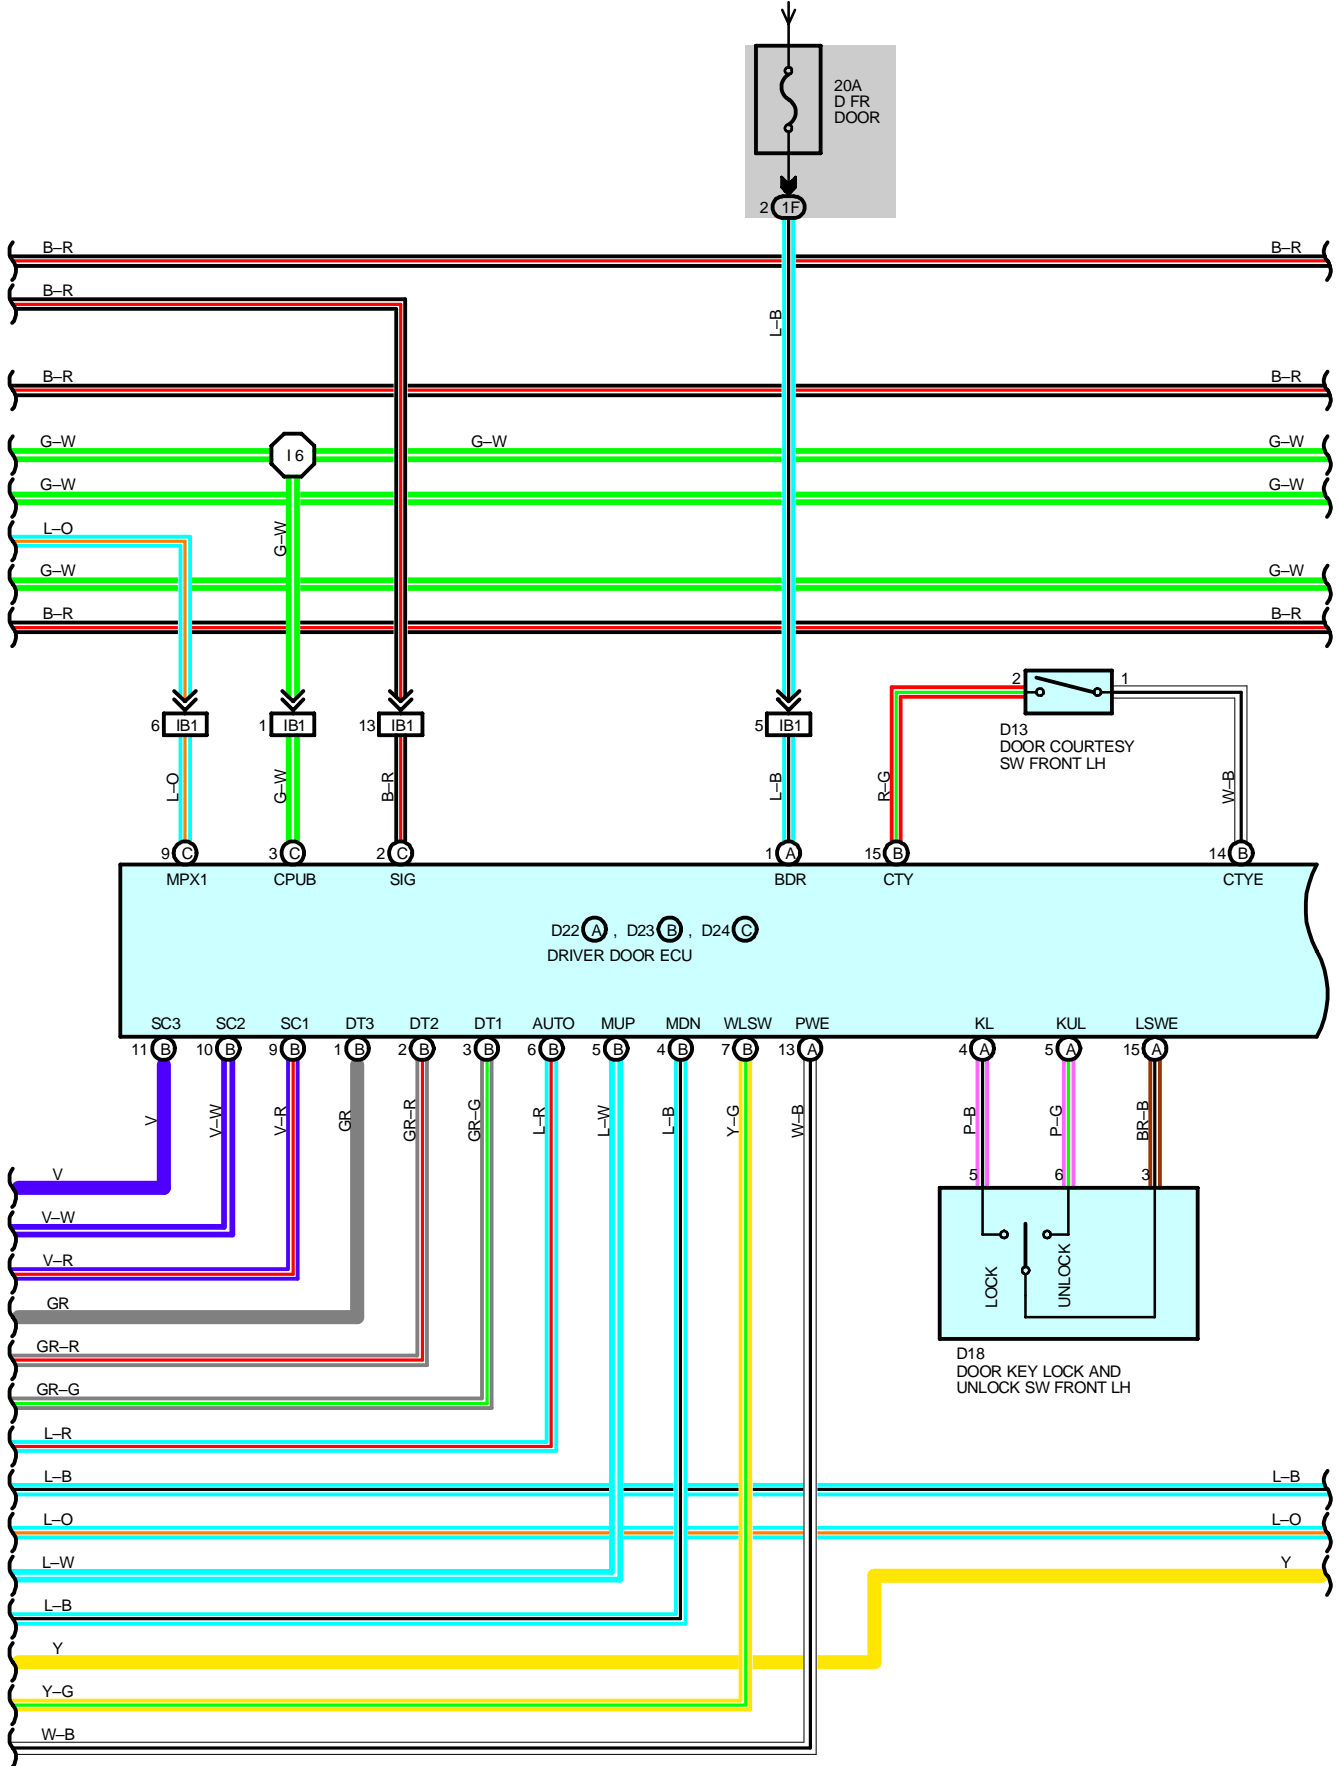 20A
D FR
DOOR
2 1F
B–R B–R
B–R
L–B
B–R B–R
G–W G–W G–W
I 6
G–W G–W
L–O
G–W
G–W G–W
B–R B–R
2 1
6 IB1 1 IB1 13 IB1 5 IB1
D13
DOOR COURTESY
SW FRONT LH
L–O G–W B–R L–B R–G W–B
9 C 3 C 2 C 1 A 15 B 14 B
MPX1 CPUB SIG BDR CTY CTYE
D22 A , D23 B , D24 C
DRIVER DOOR ECU
SC3 SC2 SC1 DT3 DT2 DT1 AUTO MUP MDN WLSW PWE KL KUL LSWE
11 B 10 B 9 B 1 B 2 B 3 B 6 B 5 B 4 B 7 B 13 A 4 A 5 A 15 A
V V–W V–R GR GR–R GR–G L–R L–W L–B Y–G W–B P–B P–G BR–B
V
5 6 3
V–W
V–R
LOCK UNLOCK
GR
GR–R
D18
DOOR KEY LOCK AND
UNLOCK SW FRONT LH
GR–G
L–R
L–B L–B
L–O L–O
L–W Y
L–B
Y
Y–G
W–B